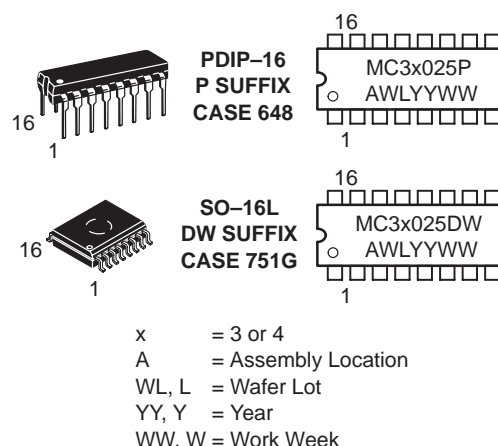 16
PDIP–16
P SUFFIX
CASE 648
MC3x025P
AWLYYWW
16
1
1
16
SO–16L
DW SUFFIX
CASE 751G
MC3x025DW
AWLYYWW
16
1
1
x = 3 or 4
A = Assembly Location
WL, L = Wafer Lot
YY, Y = Year
WW, W = Work Week